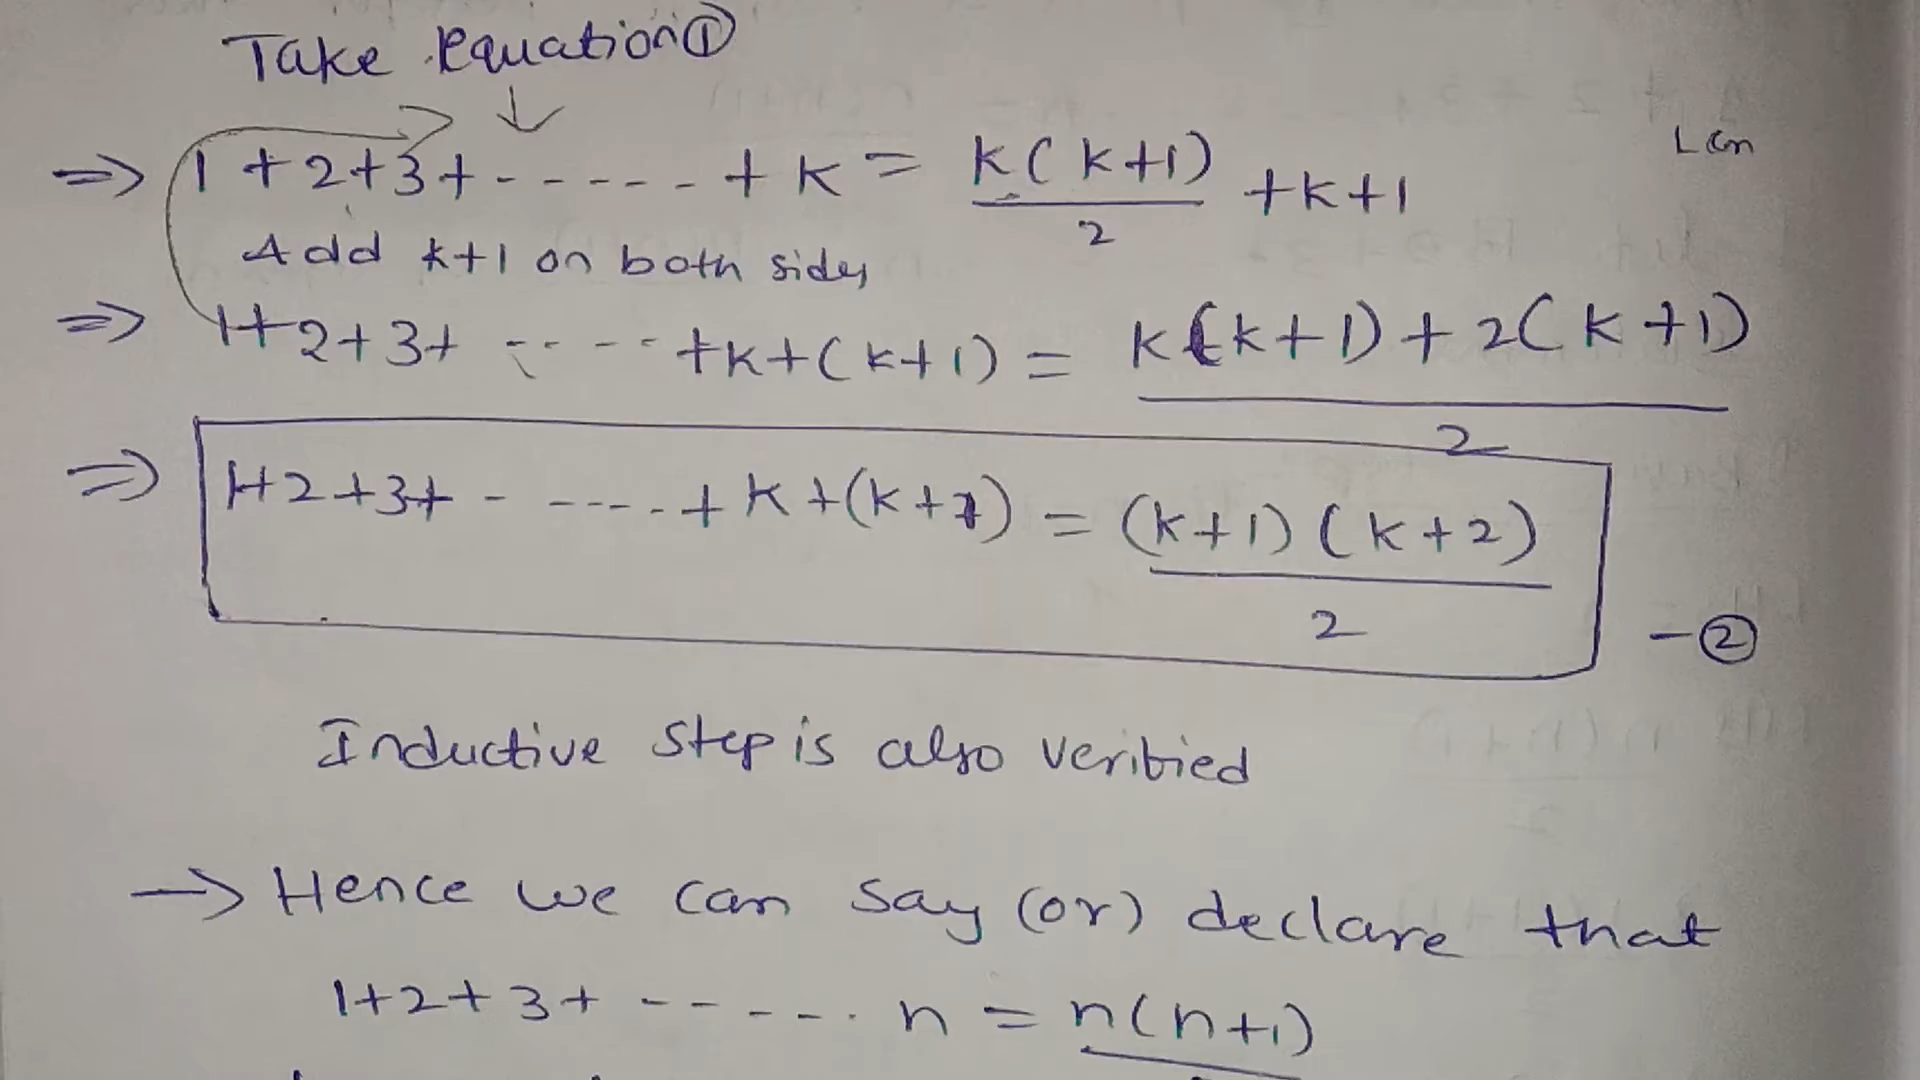 Take Equation①
⇒ 1+2+3+-----+k = k(k+1)/2 +k+1
Lcm
Add k+1 on both sides
⇒ 1+2+3+-----+k+(k+1) = k(k+1)+2(k+1)/2
⇒ 1+2+3+-----+k+(k+1) = (k+1)(k+2)/2
-②
Inductive step is also verified
→ Hence we can say (or) declare that
1+2+3+-----.n = n(n+1)